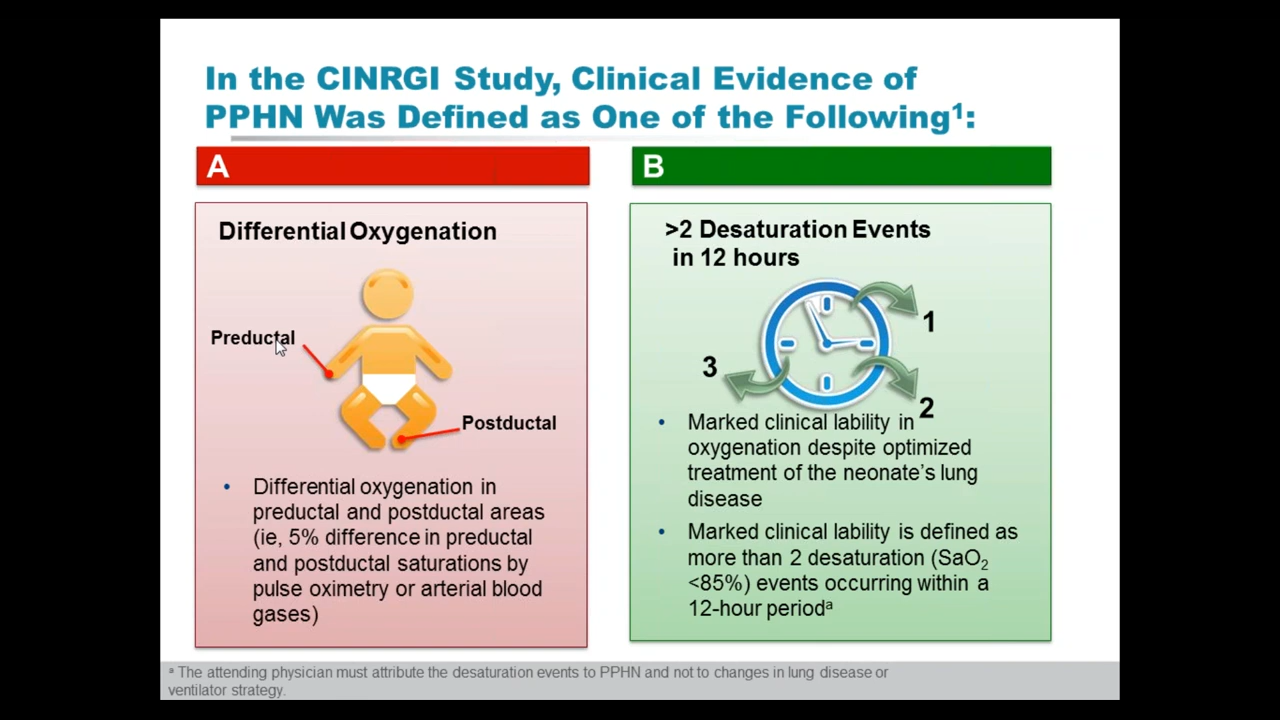 In the CINRGI Study, Clinical Evidence of
PPHN Was Defined as One of the Following¹:
A
Differential Oxygenation
Preductal
Postductal
• Differential oxygenation in
preductal and postductal areas
(ie, 5% difference in preductal
and postductal saturations by
pulse oximetry or arterial blood
gases)
B
>2 Desaturation Events
in 12 hours
1
3
2
• Marked clinical lability in
oxygenation despite optimized
treatment of the neonate’s lung
disease
• Marked clinical lability is defined as
more than 2 desaturation (SaO₂
<85%) events occurring within a
12-hour periodᵃ
ᵃ The attending physician must attribute the desaturation events to PPHN and not to changes in lung disease or
ventilator strategy.